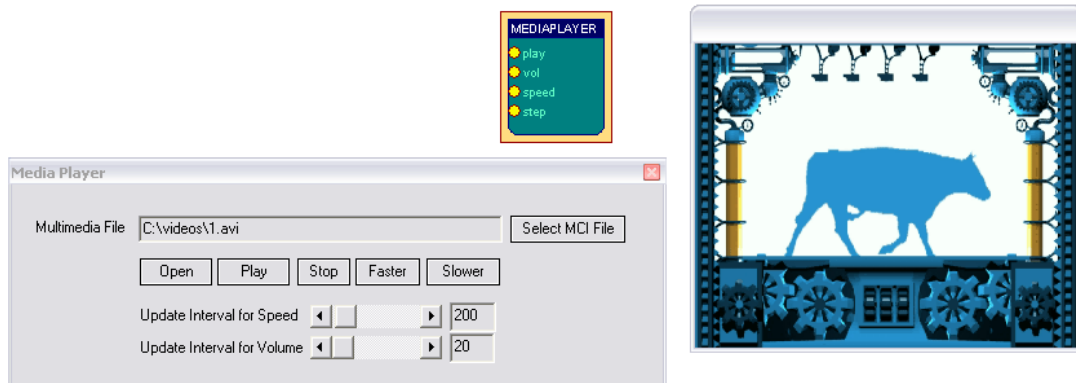 MEDIAPLAYER
play
vol
speed
step
Media Player
Multimedia File C:\videos\1.avi Select MCI File
Open Play Stop Faster Slower
Update Interval for Speed 200
Update Interval for Volume 20